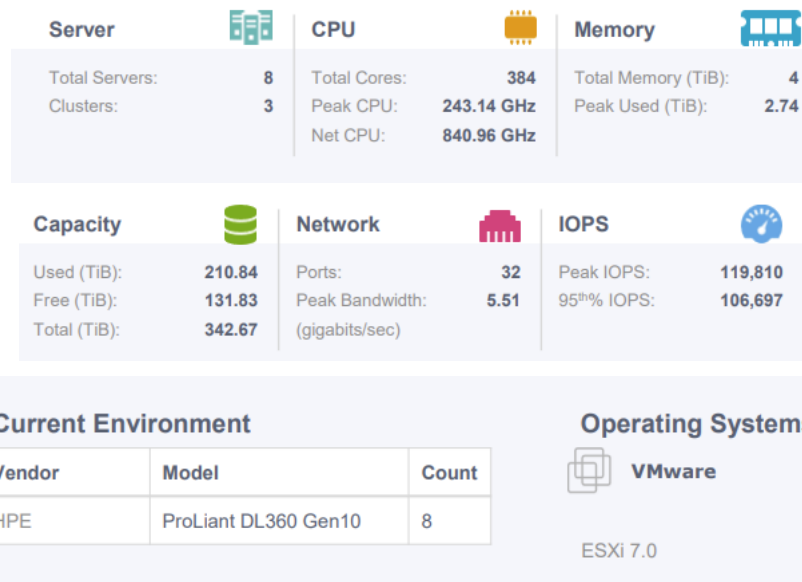 Server
Total Servers: 8
Clusters: 3
CPU
Total Cores: 384
Peak CPU: 243.14 GHz
Net CPU: 840.96 GHz
Memory
Total Memory (TiB): 4
Peak Used (TiB): 2.74
Capacity
Used (TiB): 210.84
Free (TiB): 131.83
Total (TiB): 342.67
Network
Ports: 32
Peak Bandwidth: 5.51
(gigabits/sec)
IOPS
Peak IOPS: 119,810
95th% IOPS: 106,697
Current Environment
Vendor Model Count
HPE ProLiant DL360 Gen10 8
Operating System
VMware
ESXi 7.0